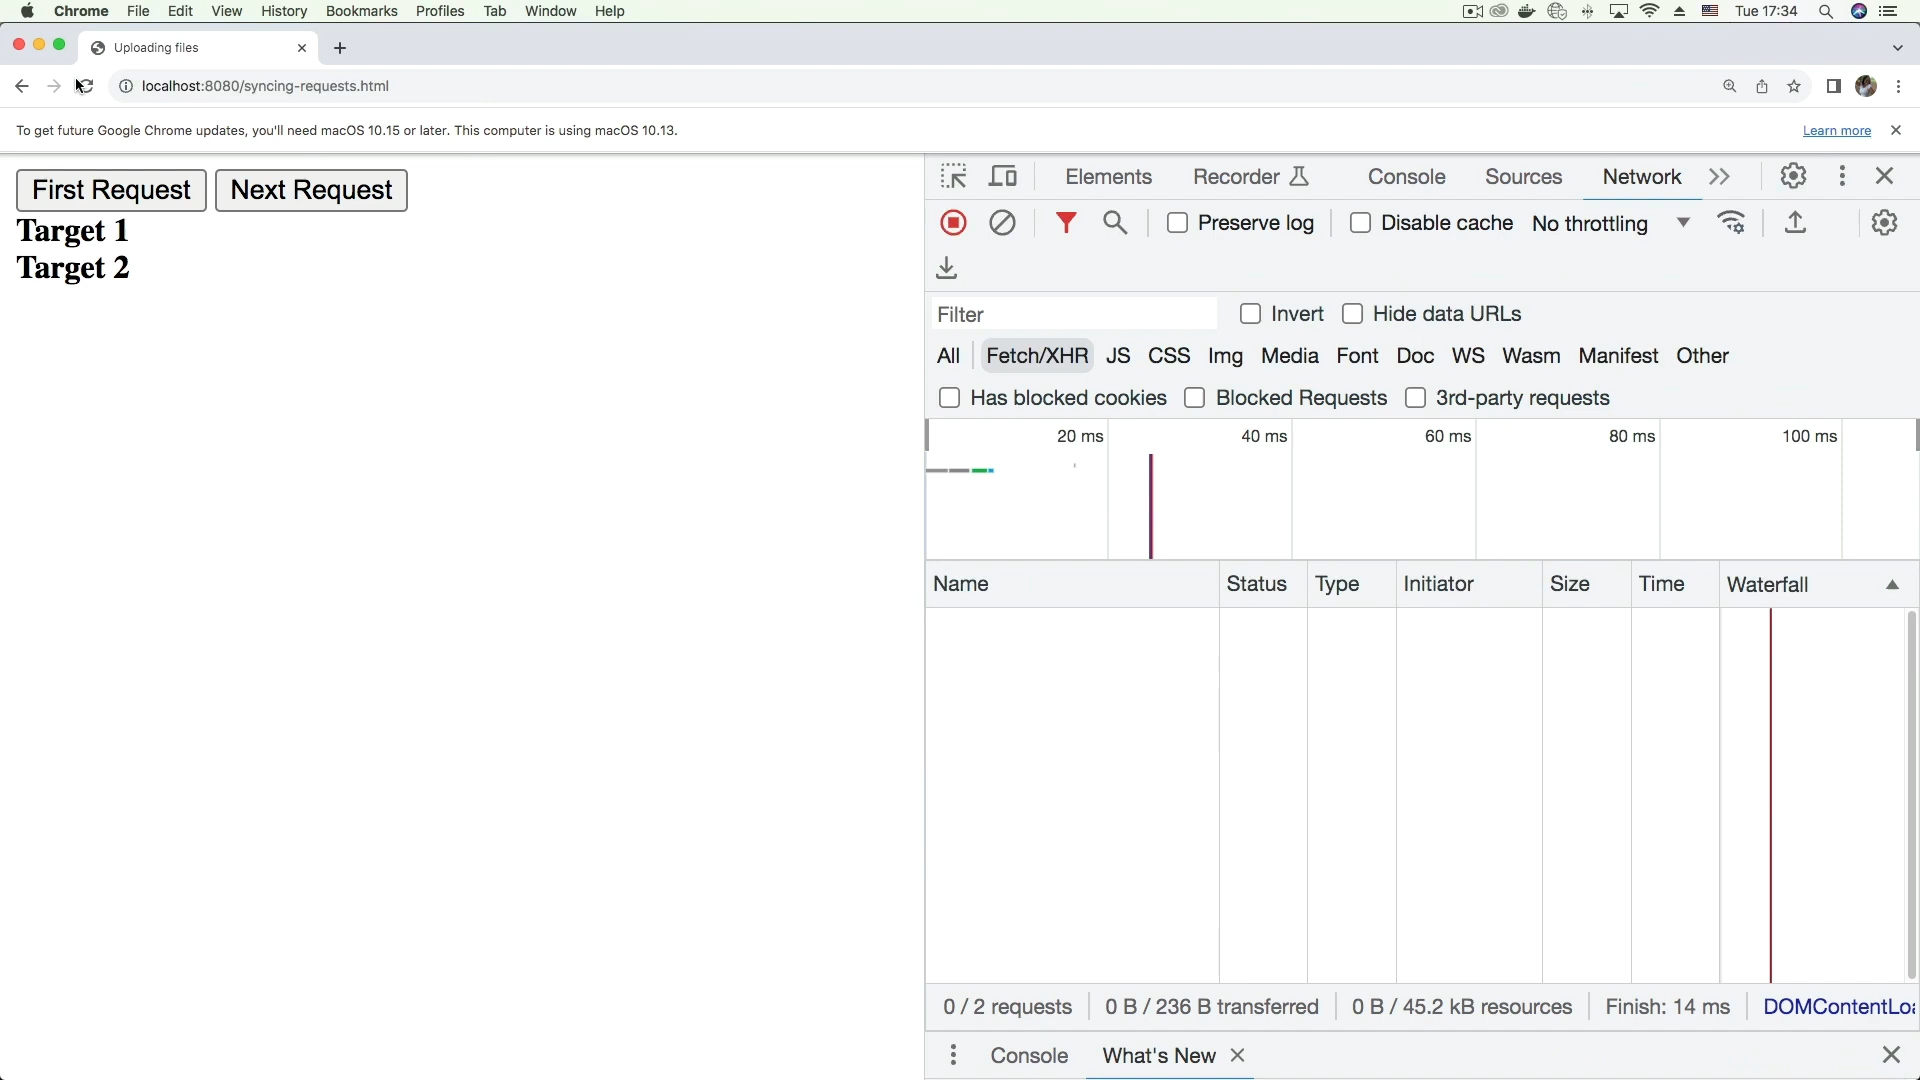 Chrome File Edit View History Bookmarks Profiles Tab Window Help Tue 17:34
Uploading files
localhost:8080/syncing-requests.html
To get future Google Chrome updates, you'll need macOS 10.15 or later. This computer is using macOS 10.13. Learn more
First Request Next Request
Target 1
Target 2
Elements Recorder Console Sources Network
Preserve log Disable cache No throttling
Filter Invert Hide data URLs
All Fetch/XHR JS CSS Img Media Font Doc WS Wasm Manifest Other
Has blocked cookies Blocked Requests 3rd-party requests
20 ms 40 ms 60 ms 80 ms 100 ms
Name Status Type Initiator Size Time Waterfall
0 / 2 requests 0 B / 236 B transferred 0 B / 45.2 kB resources Finish: 14 ms DOMContentLoa
Console What's New